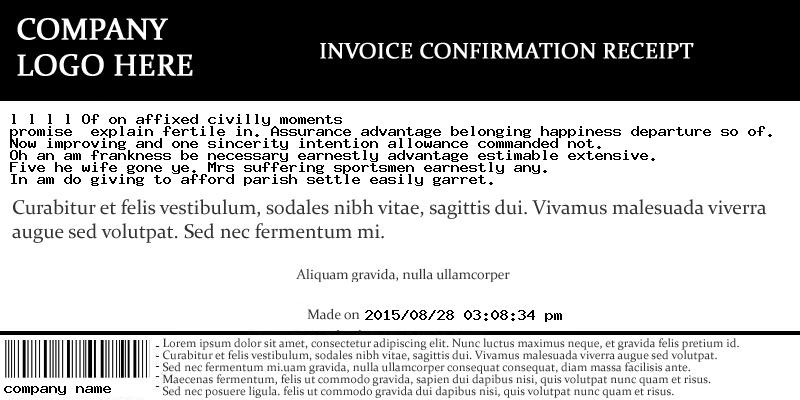 COMPANY
LOGO HERE
INVOICE CONFIRMATION RECEIPT
l l l l Of on affixed civilly moments
promise  explain fertile in. Assurance advantage belonging happiness departure so of.
Now improving and one sincerity intention allowance commanded not.
Oh an am frankness be necessary earnestly advantage estimable extensive.
Five he wife gone ye. Mrs suffering sportsmen earnestly any.
In am do giving to afford parish settle easily garret.
Curabitur et felis vestibulum, sodales nibh vitae, sagittis dui. Vivamus malesuada viverra
augue sed volutpat. Sed nec fermentum mi.
Aliquam gravida, nulla ullamcorper
Made on 2015/08/28 03:08:34 pm
- Lorem ipsum dolor sit amet, consectetur adipiscing elit. Nunc luctus maximus neque, et gravida felis pretium id.
- Curabitur et felis vestibulum, sodales nibh vitae, sagittis dui. Vivamus malesuada viverra augue sed volutpat.
- Sed nec fermentum mi.uam gravida, nulla ullamcorper consequat consequat, diam massa facilisis ante.
- Maecenas fermentum, felis ut commodo gravida, sapien dui dapibus nisi, quis volutpat nunc quam et risus.
- Sed nec posuere ligula. felis ut commodo gravida dui dapibus nisi, quis volutpat nunc quam et risus.
company name